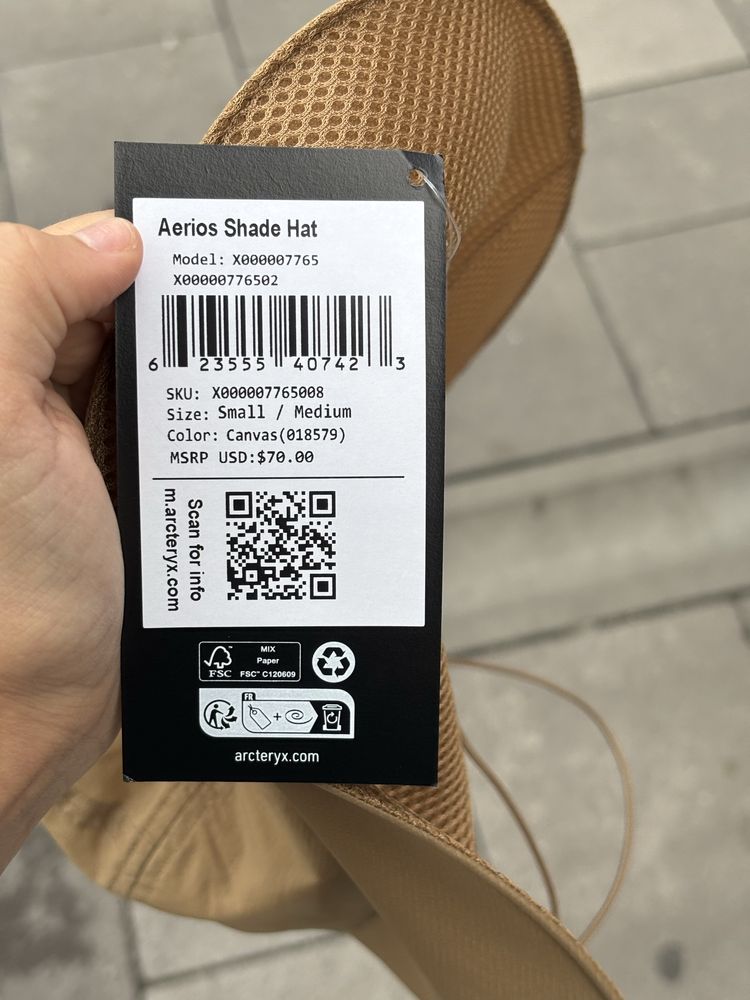 Aerios Shade Hat
Model: X000007765
X00000776502
6 23555 40742 3
SKU: X000007765008
Size: Small / Medium
Color: Canvas(018579)
MSRP USD:$70.00
Scan for info
m.arcteryx.com
MIX
Paper
FSC
FSC™ C120609
FR
+
arcteryx.com